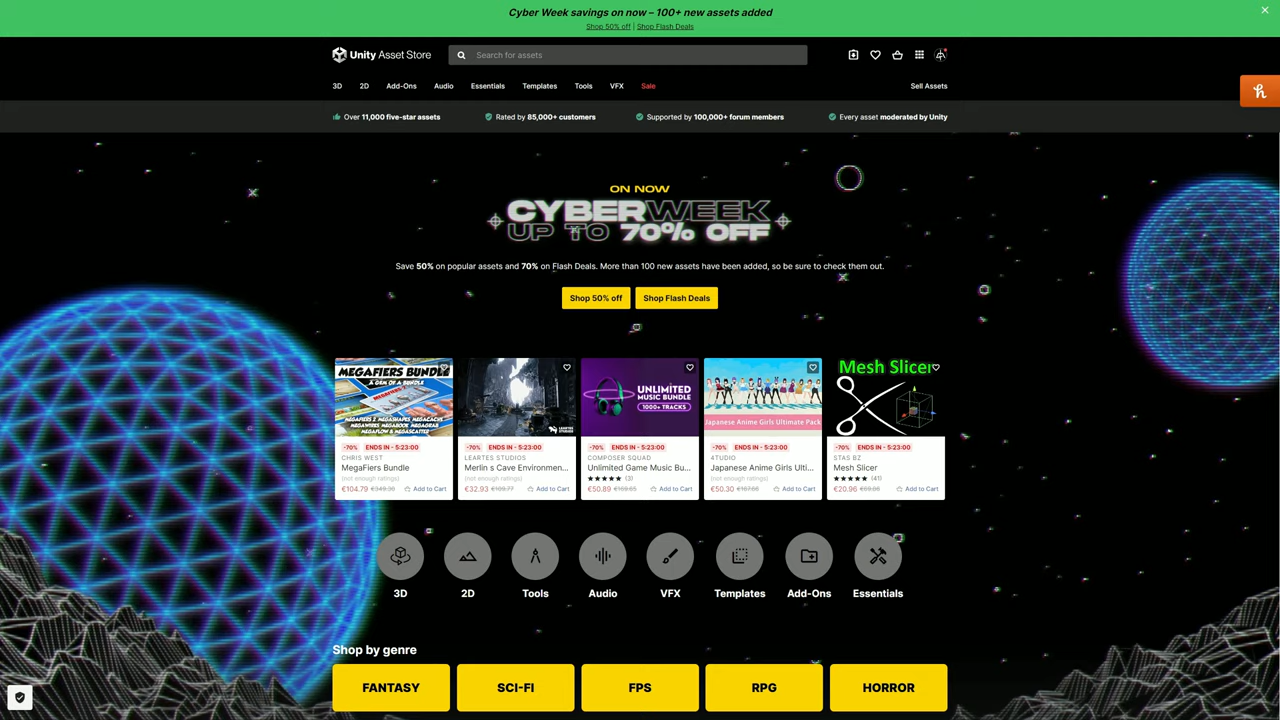 Cyber Week savings on now – 100+ new assets added
Shop 50% off | Shop Flash Deals
Unity Asset Store
Search for assets
3D 2D Add-Ons Audio Essentials Templates Tools VFX Sale Sell Assets
Over 11,000 five-star assets
Rated by 85,000+ customers
Supported by 100,000+ forum members
Every asset moderated by Unity
ON NOW
CYBERWEEK
UP TO 70% OFF
Save 50% on popular assets and 70% on Flash Deals. More than 100 new assets have been added, so be sure to check them out.
Shop 50% off
Shop Flash Deals
MEGAFIERS BUNDLE
A GEM OF A BUNDLE
-70% ENDS IN - 5:23:00
CHRIS WEST
MegaFiers Bundle
(not enough ratings)
€104.79 €349.30 Add to Cart
LEARTES STUDIOS
-70% ENDS IN - 5:23:00
LEARTES STUDIOS
Merlin s Cave Environmen...
(not enough ratings)
€32.93 €109.77 Add to Cart
UNLIMITED
MUSIC BUNDLE
1000+ TRACKS
-70% ENDS IN - 5:23:00
COMPOSER SQUAD
Unlimited Game Music Bu...
(3)
€50.89 Add to Cart
Japanese Anime Girls Ultimate Pack
-70% ENDS IN - 5:23:00
4TUDIO
Japanese Anime Girls Ulti...
(not enough ratings)
€50.30 Add to Cart
Mesh Slicer
-70% ENDS IN - 5:23:00
STAS BZ
Mesh Slicer
(41)
€20.96 Add to Cart
3D
2D
Tools
Audio
VFX
Templates
Add-Ons
Essentials
Shop by genre
FANTASY
SCI-FI
FPS
RPG
HORROR